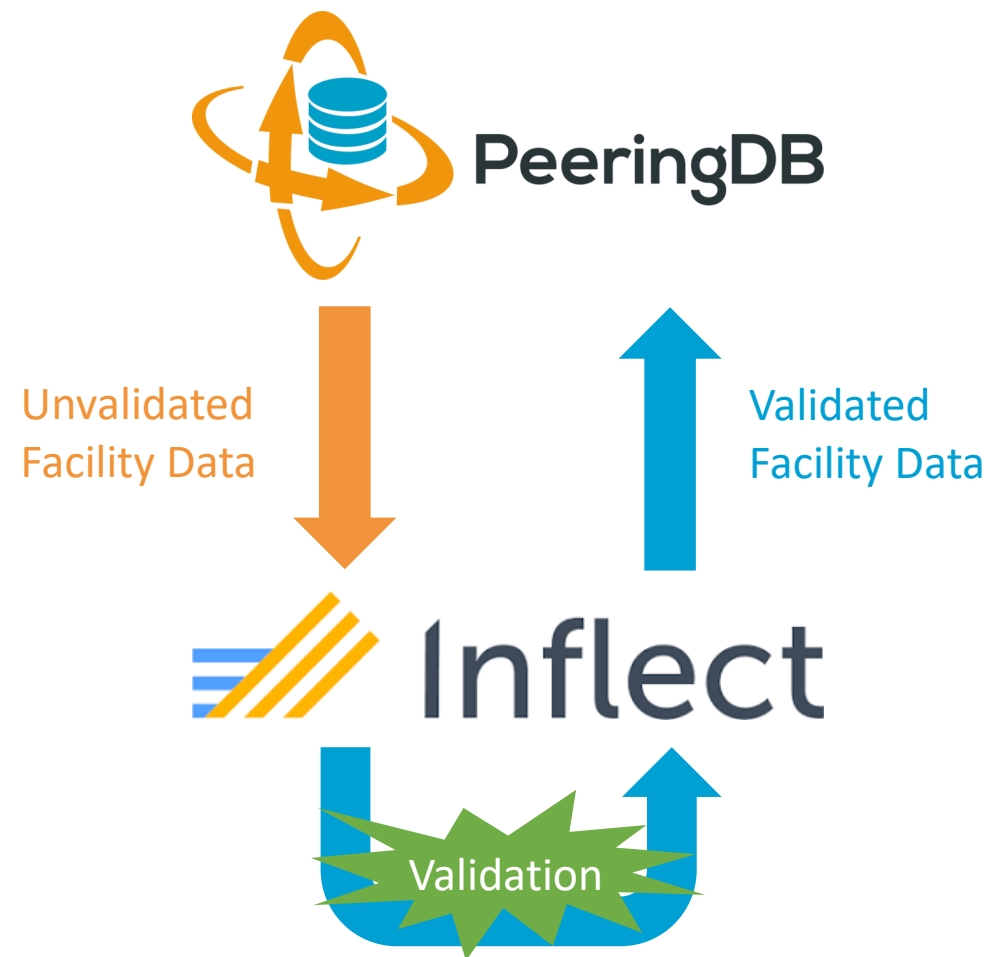 PeeringDB
Unvalidated
Facility Data
Validated
Facility Data
Inflect
Validation